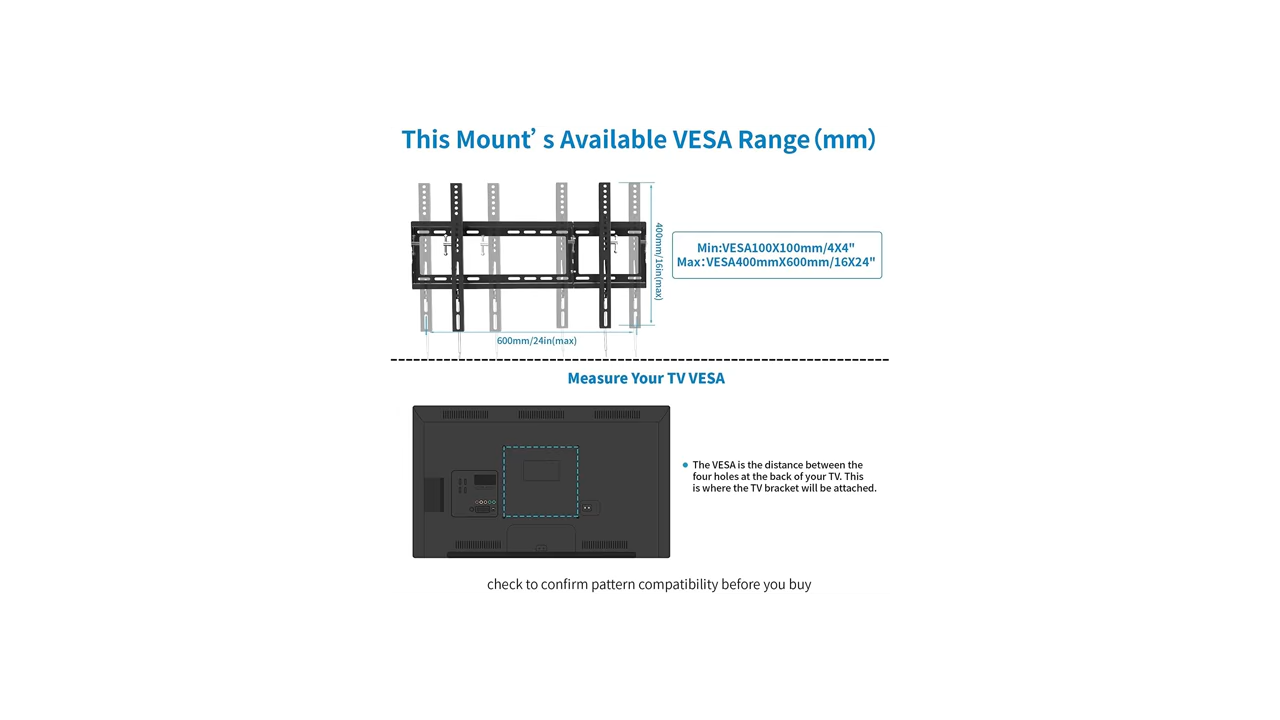 This Mount’ s Available VESA Range(mm)
400mm/16in(max)
Min:VESA100X100mm/4X4"
Max:VESA400mmX600mm/16X24"
600mm/24in(max)
Measure Your TV VESA
The VESA is the distance between the
four holes at the back of your TV. This
is where the TV bracket will be attached.
check to confirm pattern compatibility before you buy